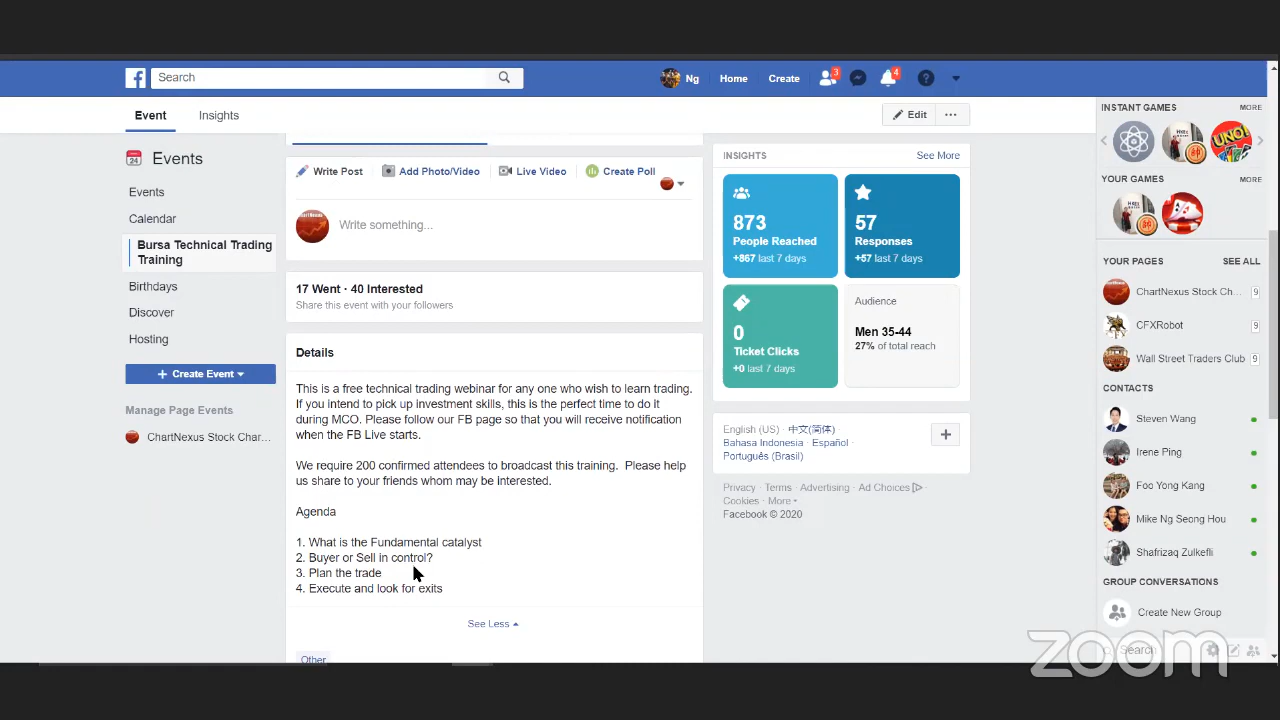 Search
Ng
Home
Create
3
4
Event
Insights
Edit
24
Events
Events
Calendar
Bursa Technical Trading
Training
Birthdays
Discover
Hosting
+ Create Event
Manage Page Events
ChartNexus Stock Char...
Write Post
Add Photo/Video
Live Video
Create Poll
Write something...
17 Went · 40 Interested
Share this event with your followers
Details
This is a free technical trading webinar for any one who wish to learn trading.
If you intend to pick up investment skills, this is the perfect time to do it
during MCO. Please follow our FB page so that you will receive notification
when the FB Live starts.
We require 200 confirmed attendees to broadcast this training. Please help
us share to your friends whom may be interested.
Agenda
1. What is the Fundamental catalyst
2. Buyer or Sell in control?
3. Plan the trade
4. Execute and look for exits
See Less
Other
INSIGHTS
See More
873
People Reached
+867 last 7 days
57
Responses
+57 last 7 days
0
Ticket Clicks
+0 last 7 days
Audience
Men 35-44
27% of total reach
English (US) · 中文(简体) ·
Bahasa Indonesia · Español ·
Português (Brasil)
Privacy · Terms · Advertising · Ad Choices ·
Cookies · More
Facebook © 2020
INSTANT GAMES
MORE
UNO
YOUR GAMES
MORE
YOUR PAGES
SEE ALL
ChartNexus Stock Ch...
9
CFXRobot
9
Wall Street Traders Club
9
CONTACTS
Steven Wang
Irene Ping
Foo Yong Kang
Mike Ng Seong Hou
Shafrizaq Zulkefli
GROUP CONVERSATIONS
Create New Group
Search
zoom